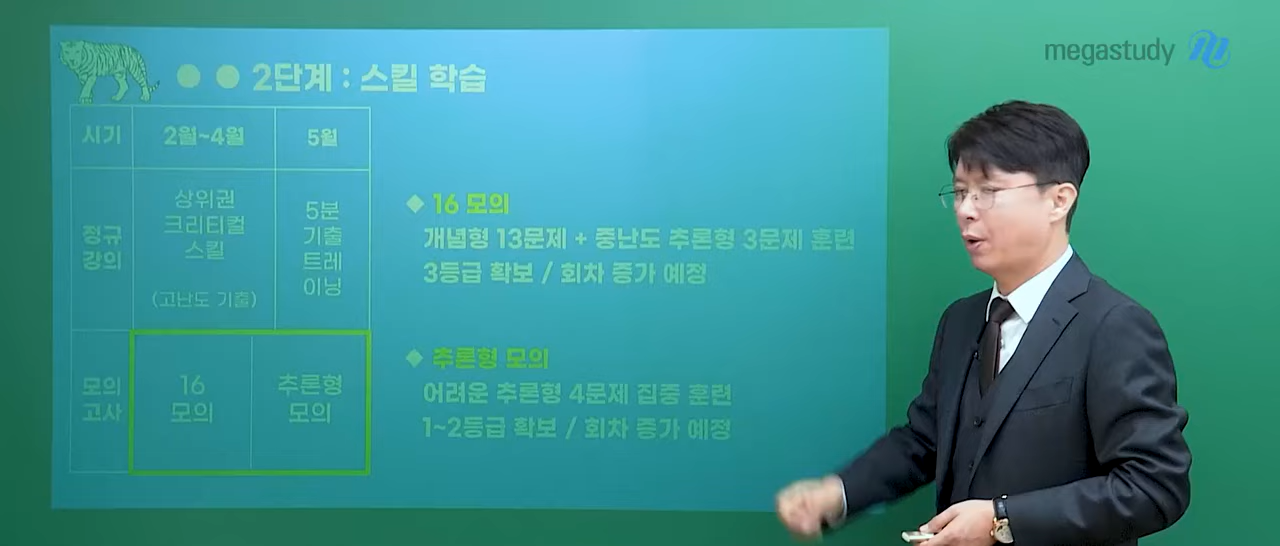 megastudy
2단계 : 스킬 학습
시기
2월~4월
5월
정규
강의
상위권
크리티컬
스킬
(고난도 기출)
5분
기출
트레
이닝
모의
고사
16
모의
추론형
모의
◆ 16 모의
개념형 13문제 + 중난도 추론형 3문제 훈련
3등급 확보 / 회차 증가 예정
◆ 추론형 모의
어려운 추론형 4문제 집중 훈련
1~2등급 확보 / 회차 증가 예정